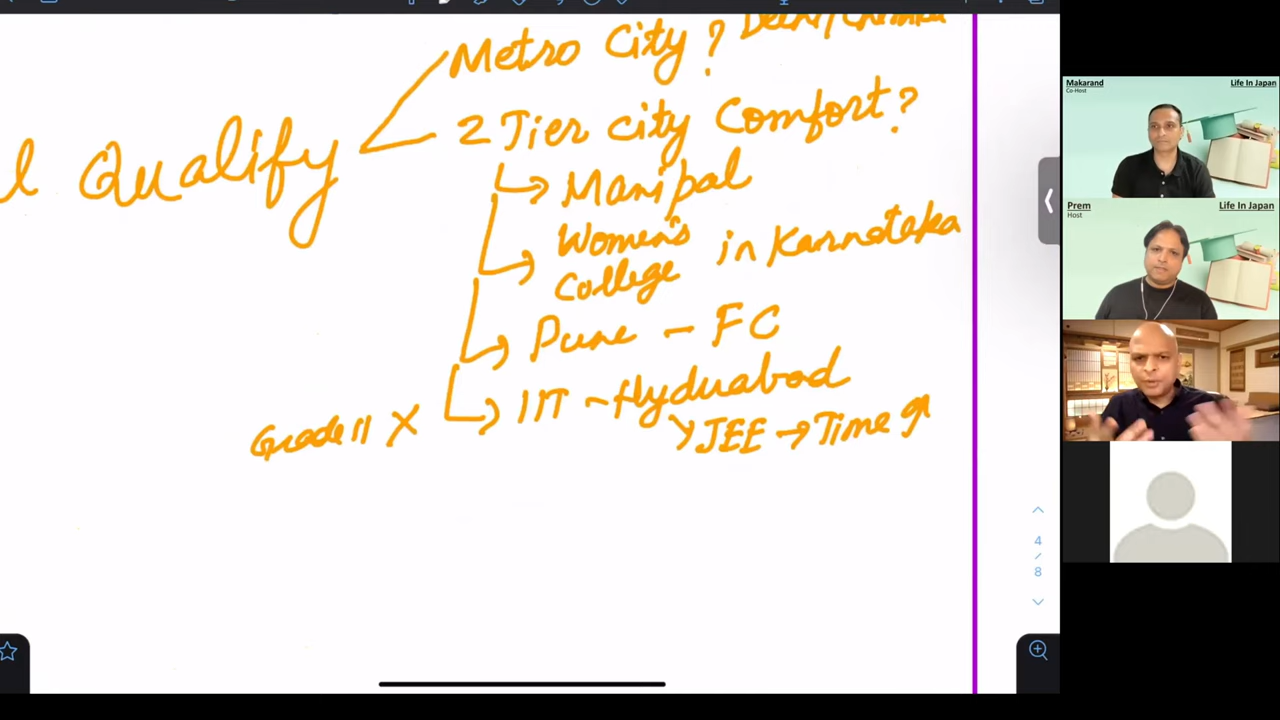 Metro City?
l Qualify
2 Tier city Comfort?
Manipal
Women's
College in Karnataka
Pune - FC
IIT - Hyderabad
Grade 11 X
JEE → Time
4
/
8
Makarand
Co-Host
Life In Japan
Prem
Host
Life In Japan